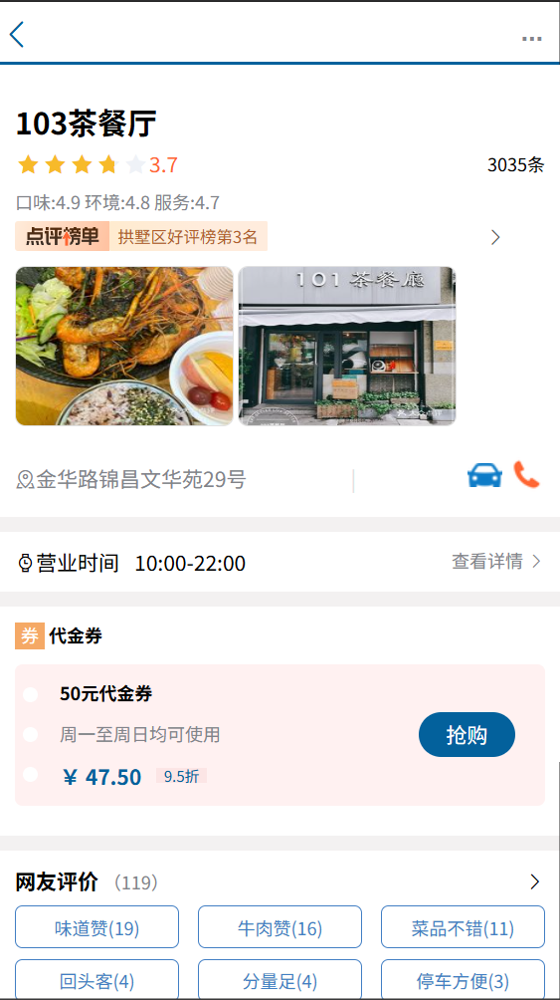 103茶餐厅
3.7
3035条
口味:4.9 环境:4.8 服务:4.7
点评榜单 拱墅区好评榜第3名
101茶餐廳
金华路锦昌文华苑29号
营业时间 10:00-22:00
查看详情
券 代金券
50元代金券
周一至周日均可使用
抢购
￥ 47.50 9.5折
网友评价 （119）
味道赞(19) 牛肉赞(16) 菜品不错(11)
回头客(4) 分量足(4) 停车方便(3)